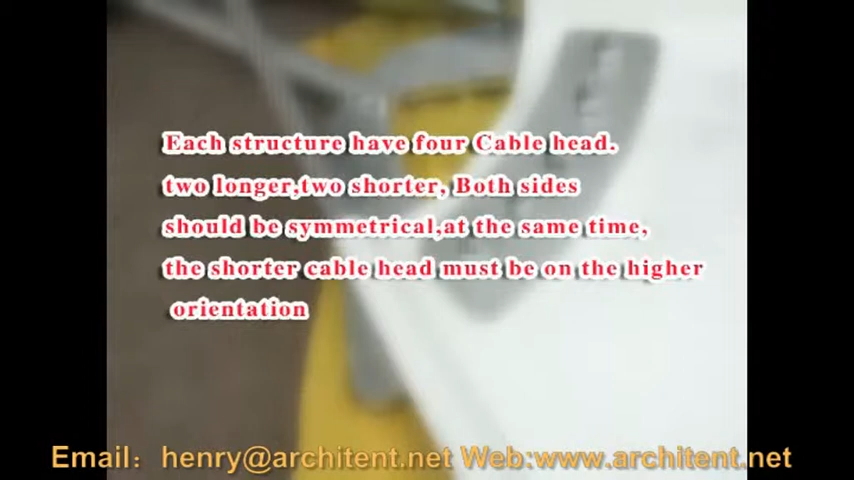 Each structure have four Cable head.
two longer,two shorter, Both sides
should be symmetrical,at the same time,
the shorter cable head must be on the higher
orientation
Email：henry@architent.net Web:www.architent.net